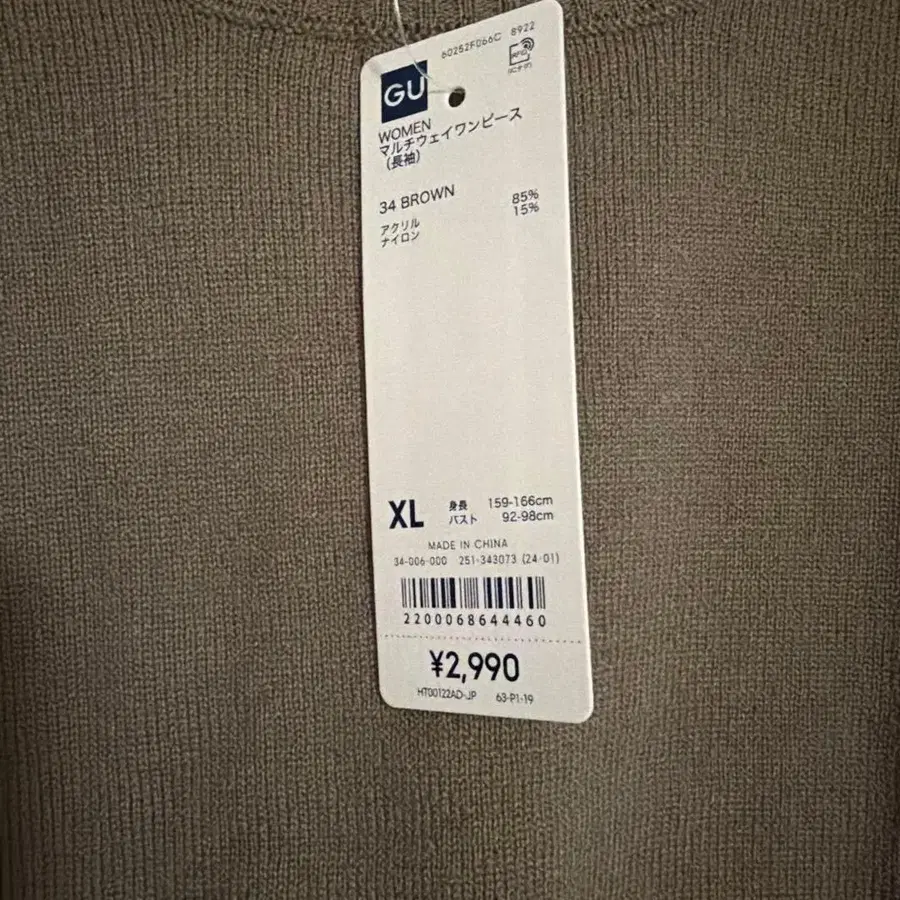 60252F066C 8922
RFID
GU
WOMEN
マルチウェイワンピース
(長袖)
34 BROWN
アクリル 85%
ナイロン 15%
XL 身長 159-166cm
バスト 92-98cm
MADE IN CHINA
34-006-000 251-343073 (24-01)
2200068644460
¥2,990
HT00122AD-JP 63-P1-19